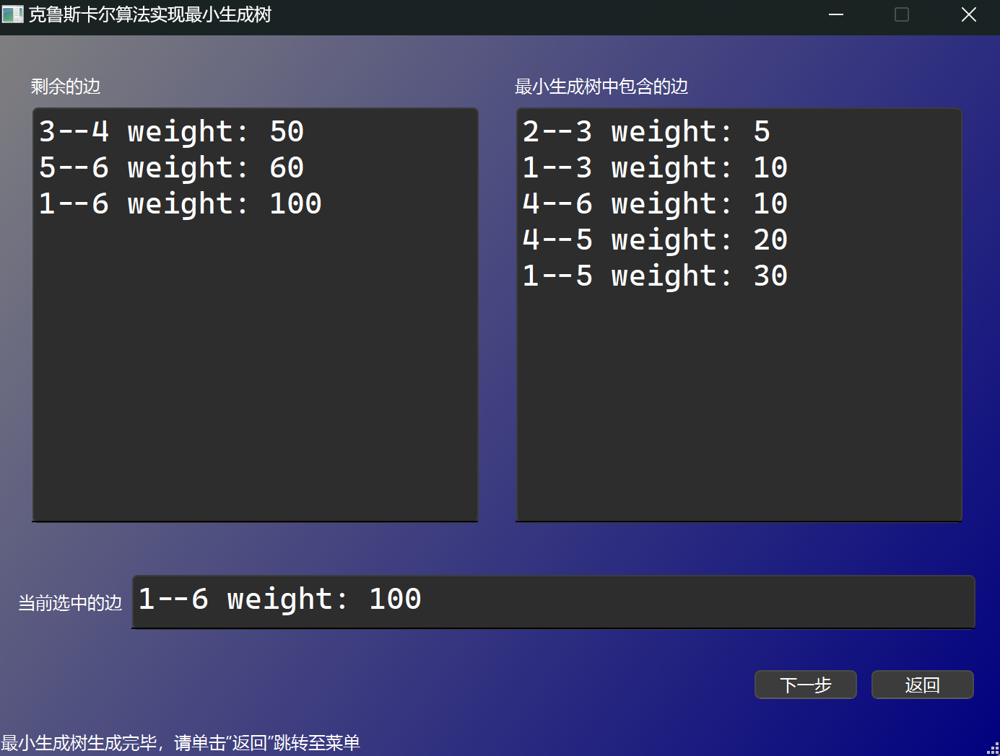 克鲁斯卡尔算法实现最小生成树
剩余的边
3--4 weight: 50
5--6 weight: 60
1--6 weight: 100
最小生成树中包含的边
2--3 weight: 5
1--3 weight: 10
4--6 weight: 10
4--5 weight: 20
1--5 weight: 30
当前选中的边
1--6 weight: 100
下一步
返回
最小生成树生成完毕，请单击“返回”跳转至菜单